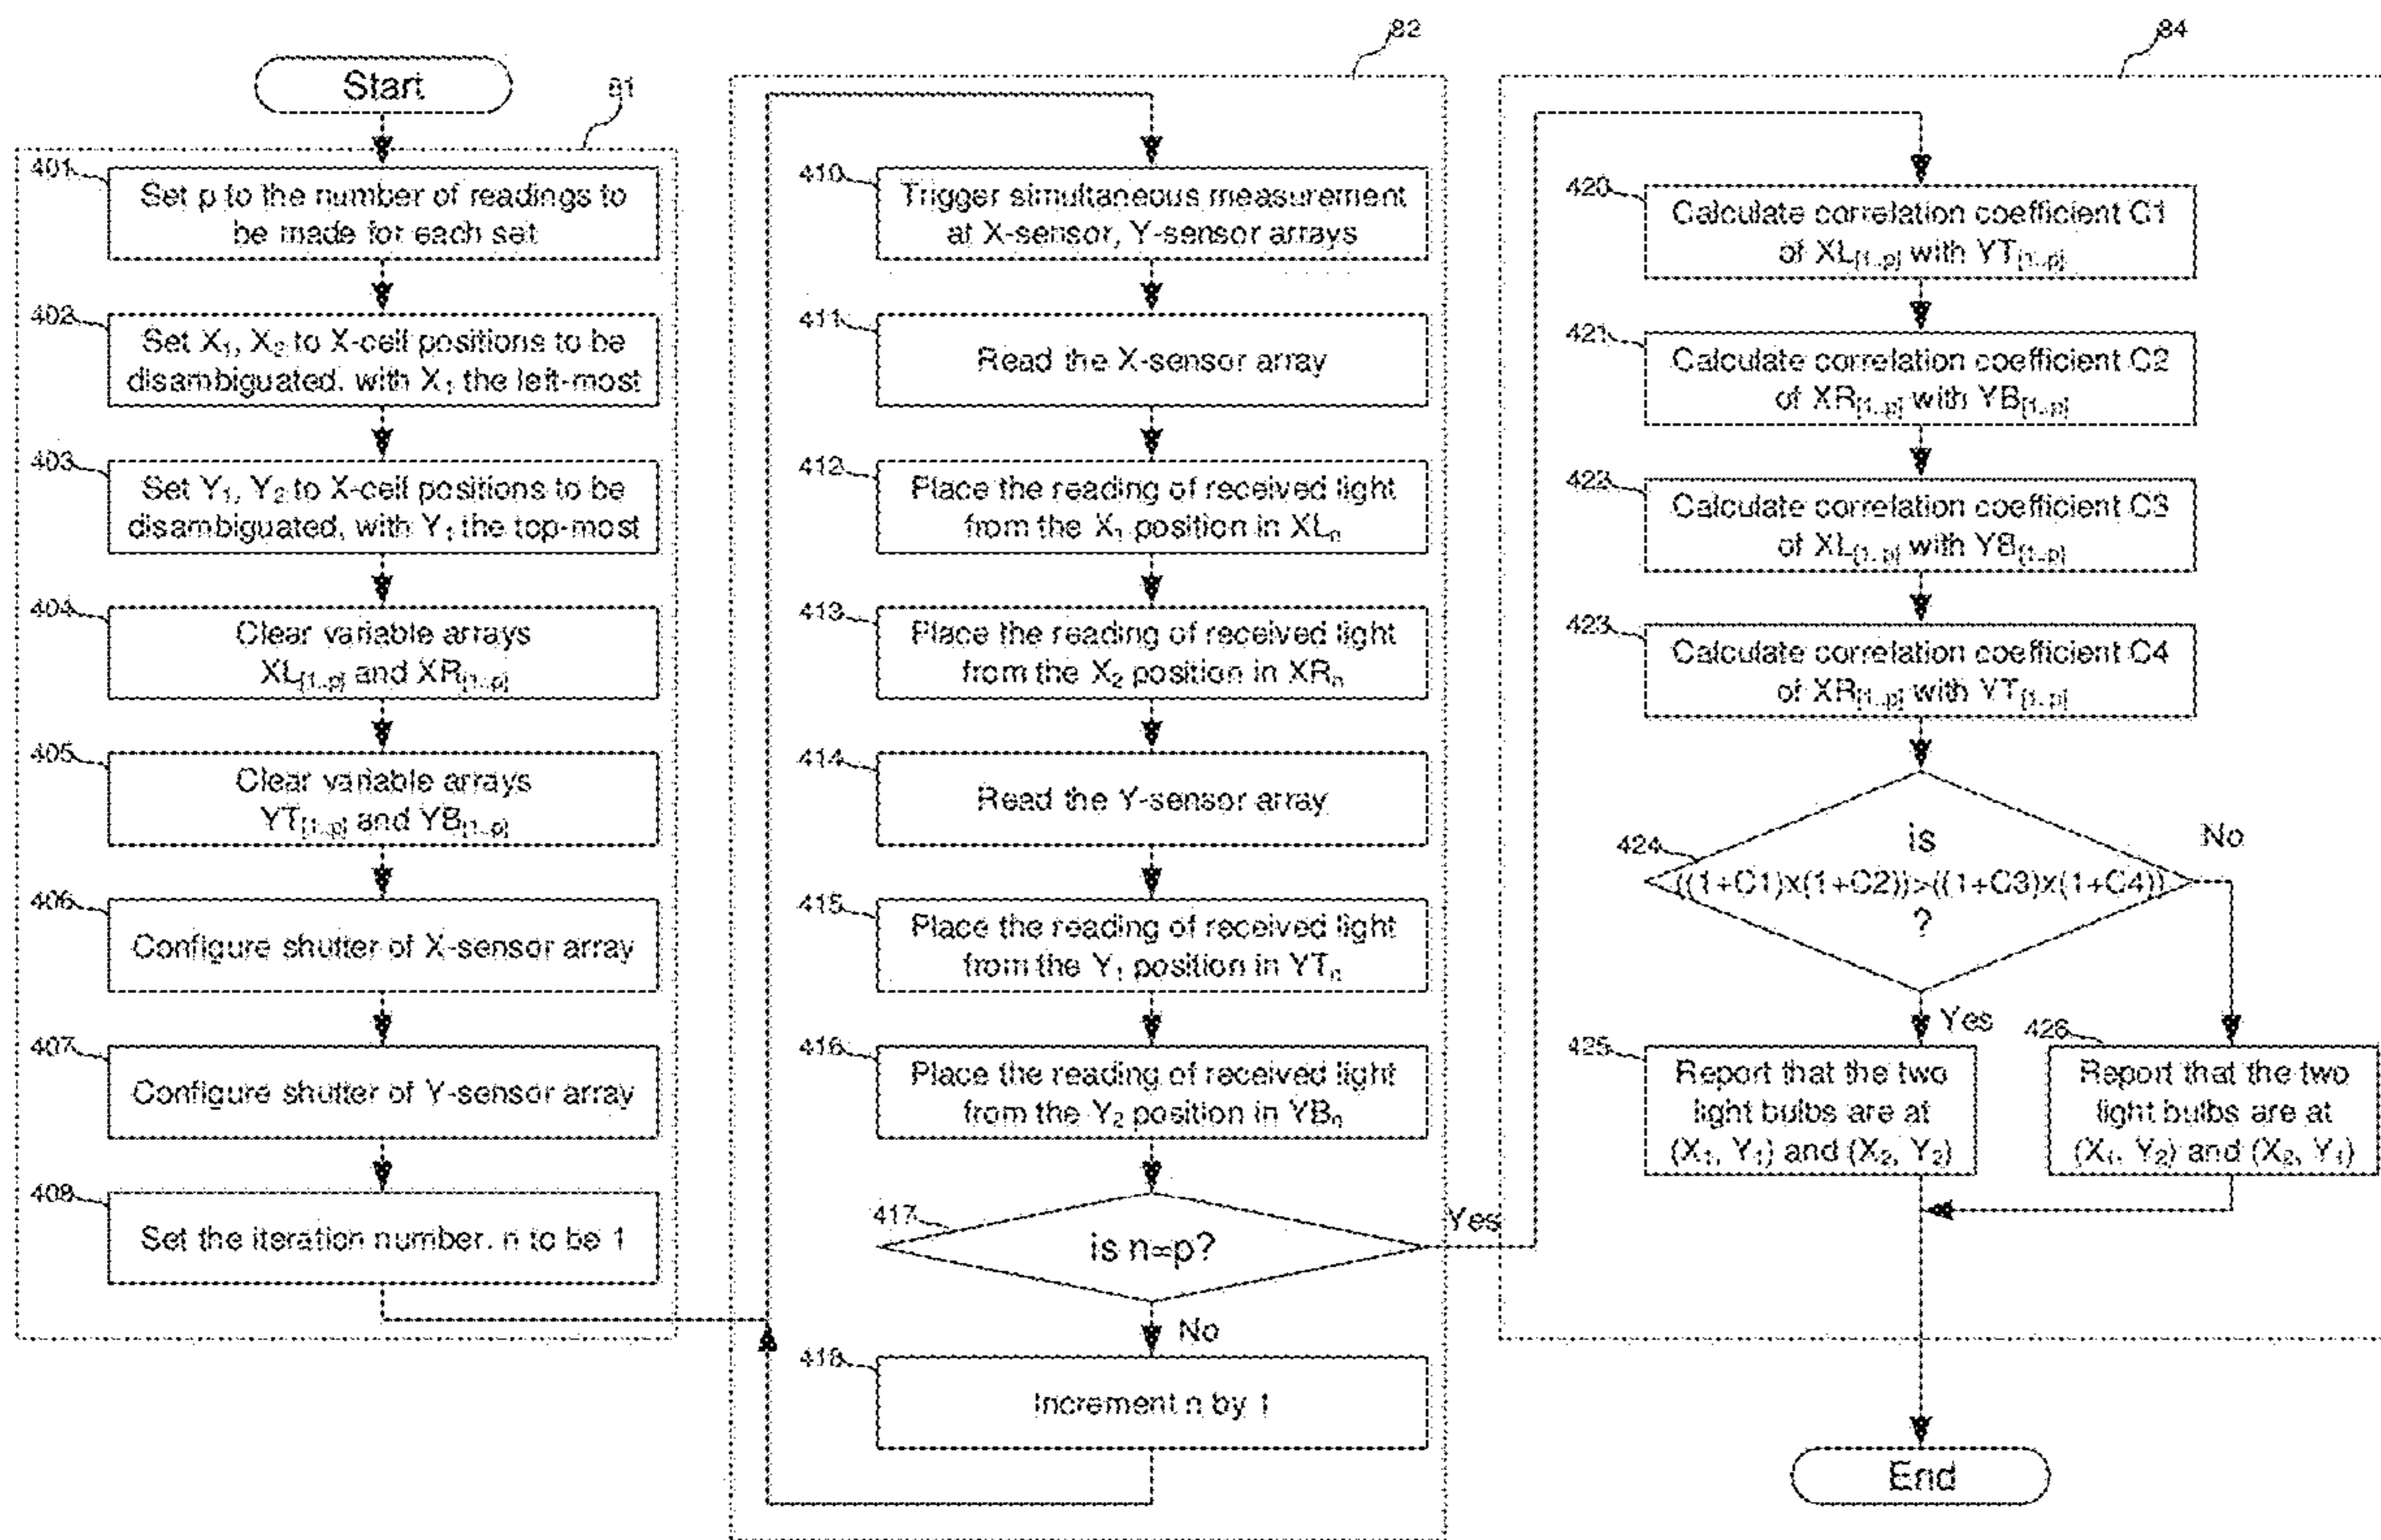 Start
81
401
Set p to the number of readings to
be made for each set
402
Set X₁, X₂ to X-cell positions to be
disambiguated, with X₁ the left-most
403
Set Y₁, Y₂ to X-cell positions to be
disambiguated, with Y₁ the top-most
404
Clear variable arrays
XL[1..p] and XR[1..p]
405
Clear variable arrays
YT[1..p] and YB[1..p]
406
Configure shutter of X-sensor array
407
Configure shutter of Y-sensor array
408
Set the iteration number, n to be 1
82
410
Trigger simultaneous measurement
at X-sensor, Y-sensor arrays
411
Read the X-sensor array
412
Place the reading of received light
from the X₁ position in XLₙ
413
Place the reading of received light
from the X₂ position in XRₙ
414
Read the Y-sensor array
415
Place the reading of received light
from the Y₁ position in YTₙ
416
Place the reading of received light
from the Y₂ position in YBₙ
417
is n=p?
Yes
No
418
Increment n by 1
84
420
Calculate correlation coefficient C1
of XL[1..p] with YT[1..p]
421
Calculate correlation coefficient C2
of XR[1..p] with YB[1..p]
422
Calculate correlation coefficient C3
of XL[1..p] with YB[1..p]
423
Calculate correlation coefficient C4
of XR[1..p] with YT[1..p]
424
is
((1+C1)x(1+C2))>((1+C3)x(1+C4))
?
No
Yes
425
Report that the two
light bulbs are at
(X₁, Y₁) and (X₂, Y₂)
426
Report that the two
light bulbs are at
(X₁, Y₂) and (X₂, Y₁)
End